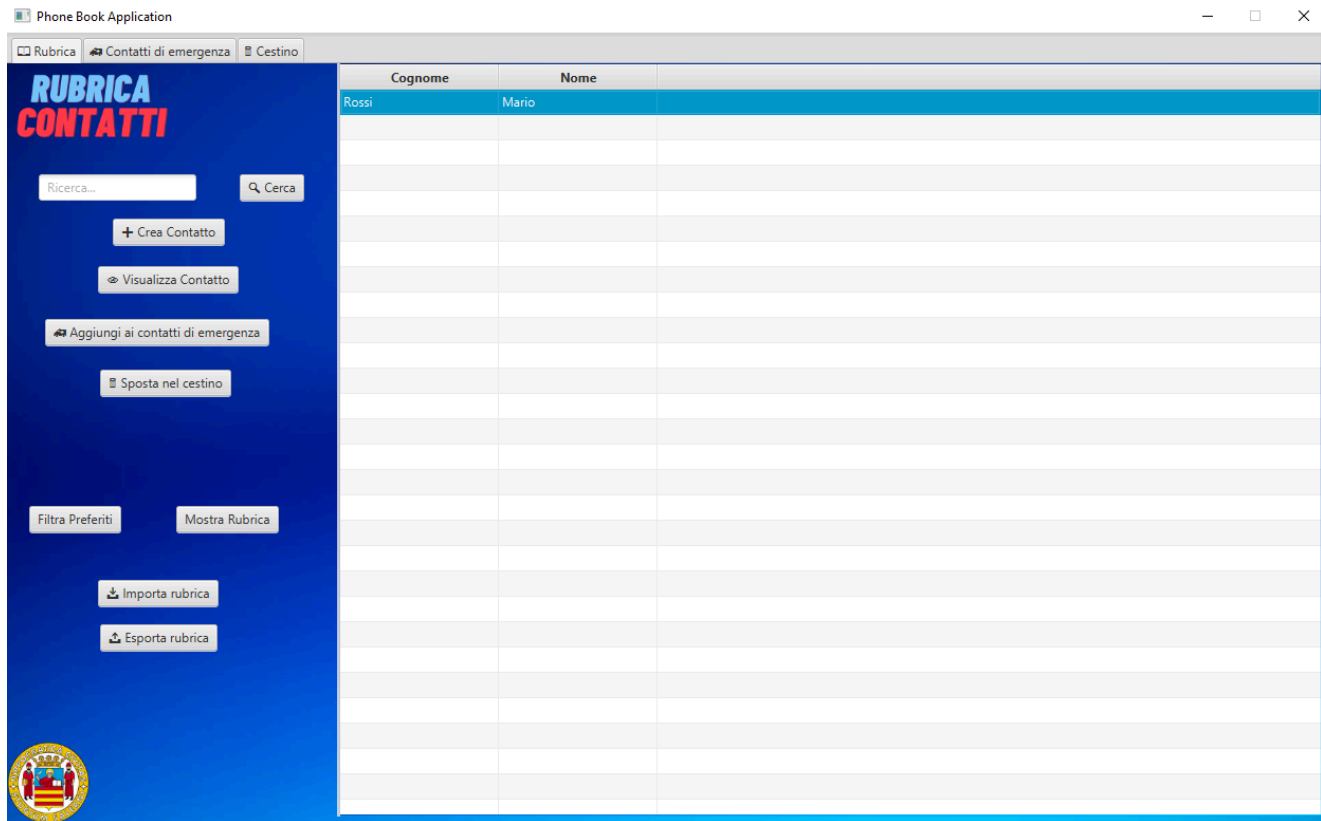 Phone Book Application
Rubrica Contatti di emergenza Cestino
RUBRICA
CONTATTI
Ricerca... Cerca
Crea Contatto
Visualizza Contatto
Aggiungi ai contatti di emergenza
Sposta nel cestino
Filtra Preferiti Mostra Rubrica
Importa rubrica
Esporta rubrica
Cognome Nome
Rossi Mario